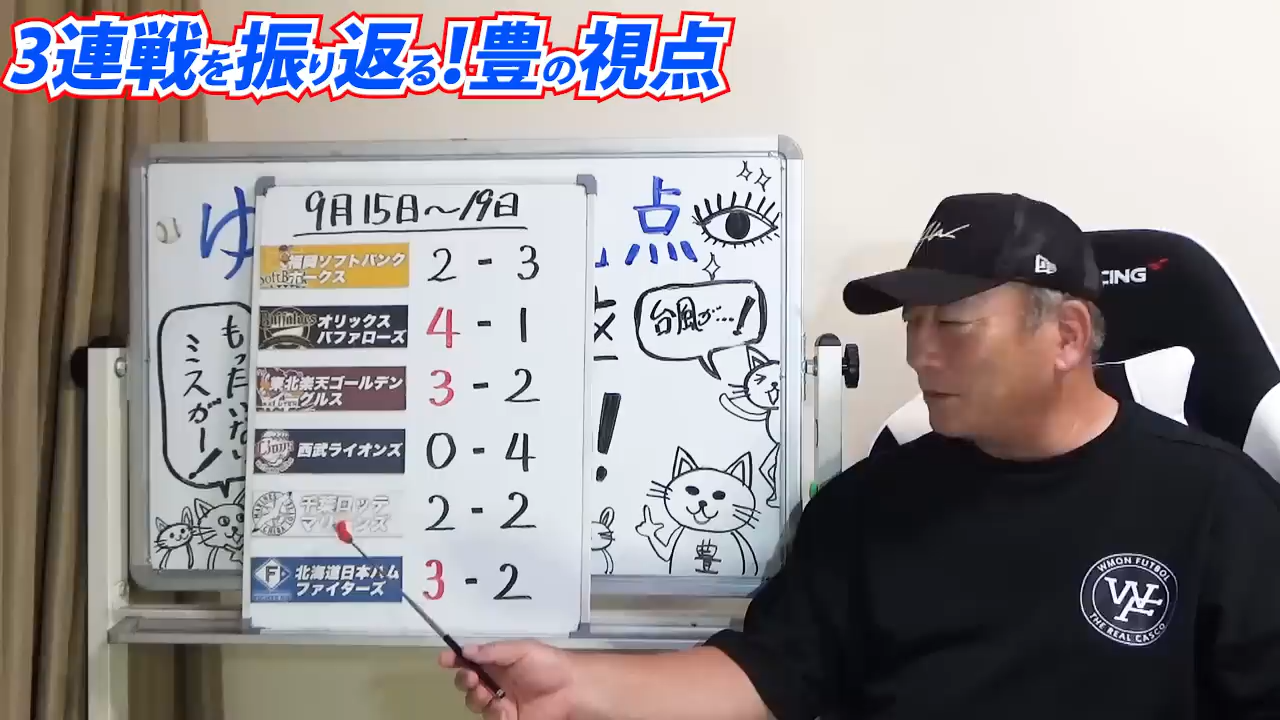 3連戦を振り返る！豊の視点
9月15日〜19日
福岡ソフトバンク
ホークス
2 - 3
Buffaloes
オリックス
バファローズ
4 - 1
東北楽天ゴールデン
イーグルス
3 - 2
Lions
西武ライオンズ
0 - 4
千葉ロッテ
2 - 2
F
北海道日本ハム
ファイターズ
3 - 2
ゆ
点
!
もったいない
ミスがー!
台風が…!
豊
CING
WMON FUTBOL
WF
THE REAL CASCO